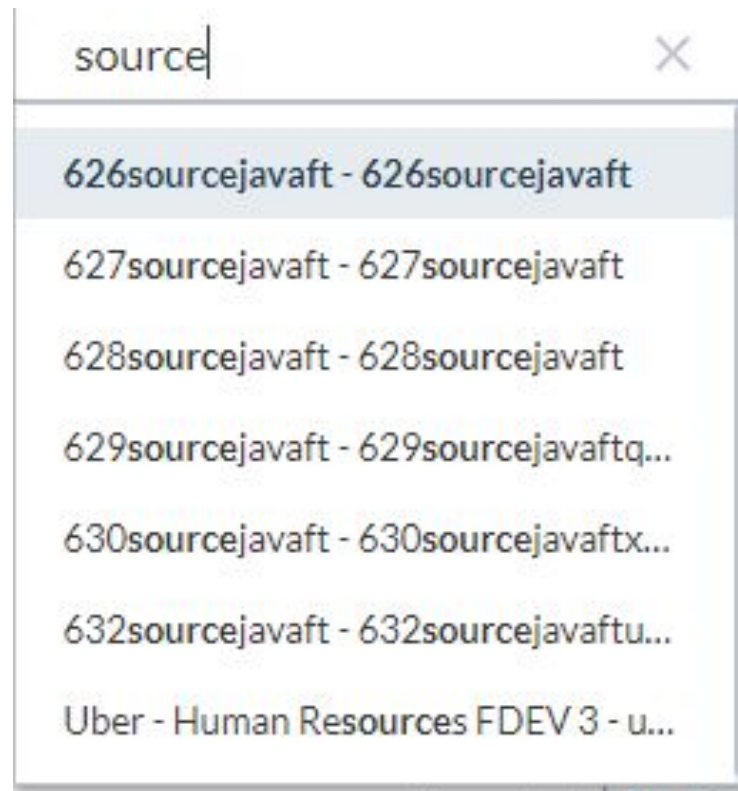 source
626sourcejavaft - 626sourcejavaft
627sourcejavaft - 627sourcejavaft
628sourcejavaft - 628sourcejavaft
629sourcejavaft - 629sourcejavaftq...
630sourcejavaft - 630sourcejavaftx...
632sourcejavaft - 632sourcejavaftu...
Uber - Human Resources FDEV 3 - u...